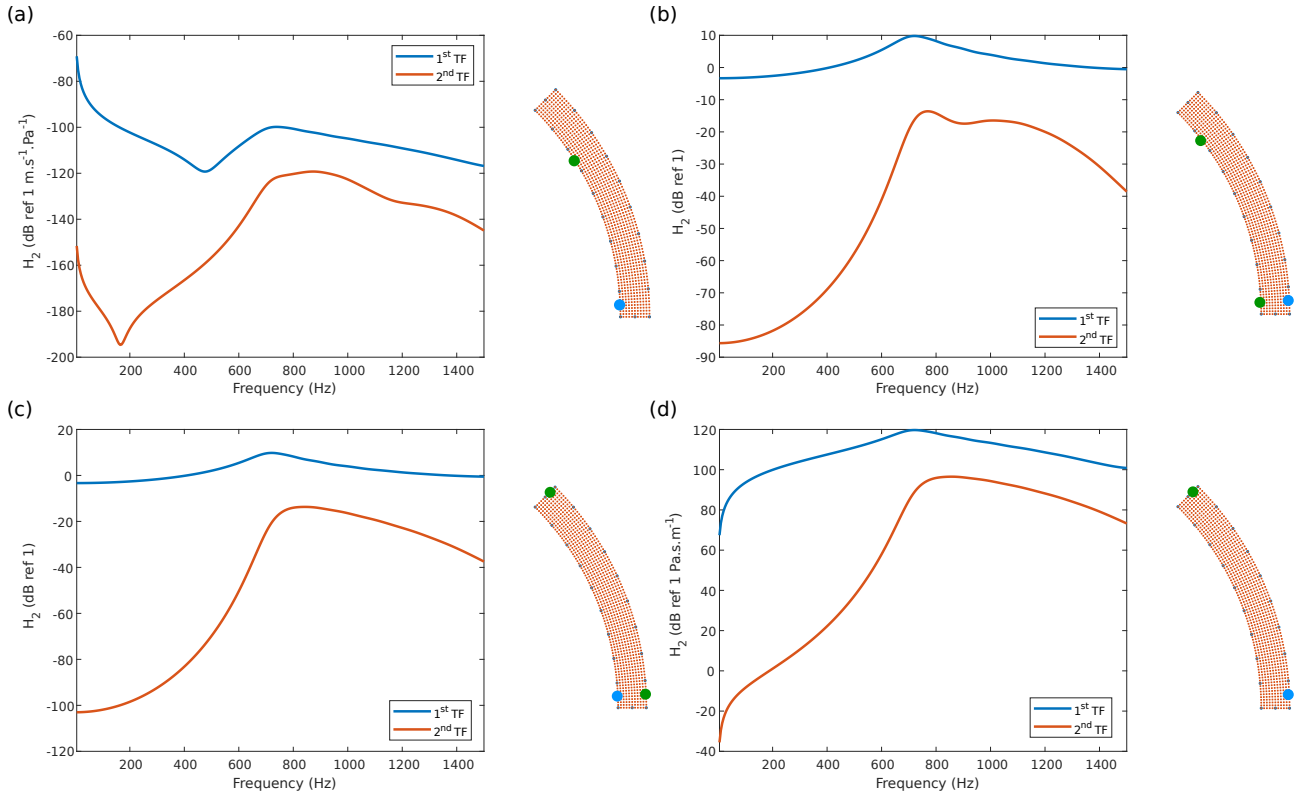 (a)
H2 (dB ref 1 m.s-1.Pa-1)
-60
-80
-100
-120
-140
-160
-180
-200
200 400 600 800 1000 1200 1400
Frequency (Hz)
1st TF
2nd TF
(b)
H2 (dB ref 1)
10
0
-10
-20
-30
-40
-50
-60
-70
-80
-90
200 400 600 800 1000 1200 1400
Frequency (Hz)
1st TF
2nd TF
(c)
H2 (dB ref 1)
20
0
-20
-40
-60
-80
-100
-120
200 400 600 800 1000 1200 1400
Frequency (Hz)
1st TF
2nd TF
(d)
H2 (dB ref 1 Pa.s.m-1)
120
100
80
60
40
20
0
-20
-40
200 400 600 800 1000 1200 1400
Frequency (Hz)
1st TF
2nd TF